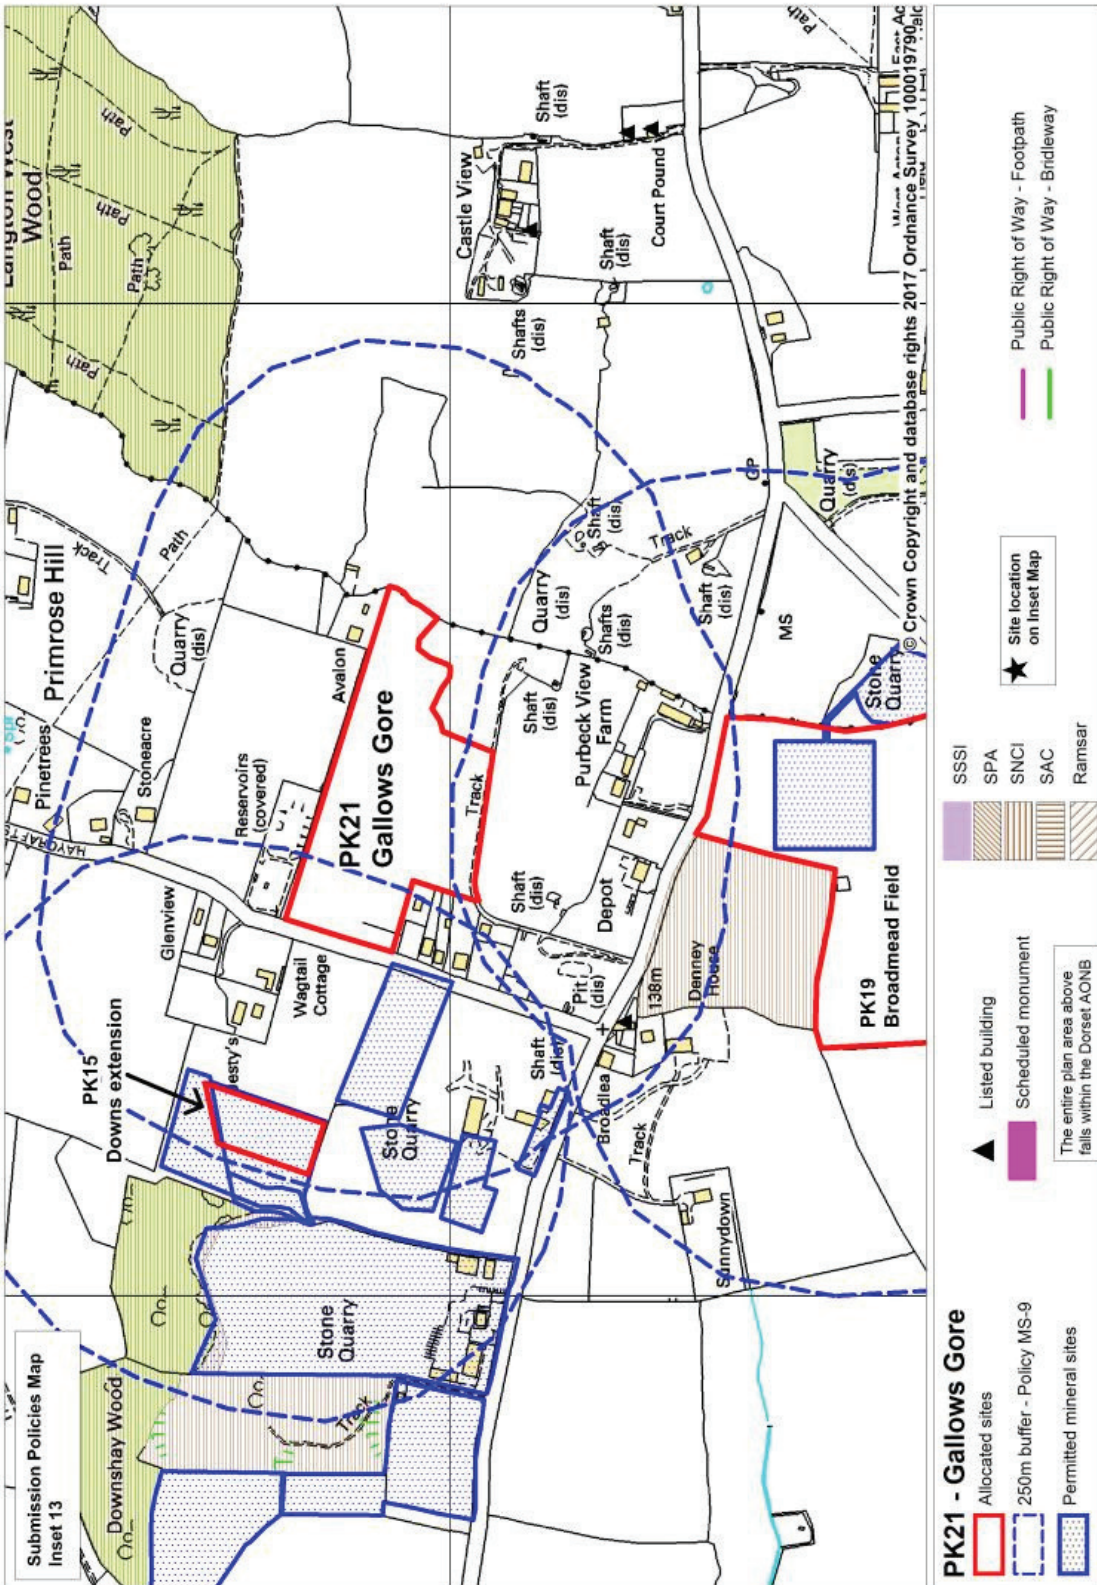 Submission Policies Map
Inset 13
Downshay Wood
Stone
Quarry
Track
PK15
Downs extension
Glenview
Wagtail
Cottage
HAYCRAFTS
Pinetrees
Stoneacre
Primrose Hill
Track
Path
Quarry
(dis)
Reservoirs
(covered)
Avalon
PK21
Gallows Gore
Wood
Path
Path
Path
Path
Path
Stone
Quarry
Shaft
(dis)
Pit
(dis)
Shaft
(dis)
Track
Shaft
(dis)
Quarry
(dis)
Shafts
(dis)
Shaft
(dis)
Track
Shaft
(dis)
Purbeck View
Farm
Depot
138m
Denney
House
Broadlea
Track
Sunnydown
PK19
Broadmead Field
Stone
Quarry
MS
GP
Quarry
(dis)
Castle View
Shaft
(dis)
Shafts
(dis)
Shaft
(dis)
Court Pound
Path
© Crown Copyright and database rights 2017 Ordnance Survey 100019790
PK21 - Gallows Gore
Allocated sites
250m buffer - Policy MS-9
Permitted mineral sites
Listed building
Scheduled monument
The entire plan area above
falls within the Dorset AONB
SSSI
SPA
SNCI
SAC
Ramsar
Site location
on Inset Map
Public Right of Way - Footpath
Public Right of Way - Bridleway